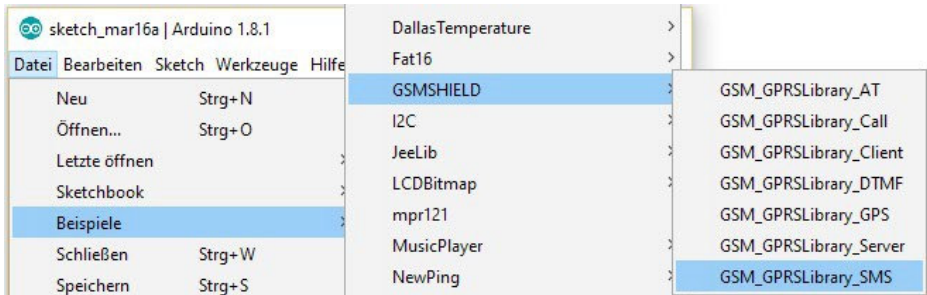 sketch_mar16a | Arduino 1.8.1
Datei Bearbeiten Sketch Werkzeuge Hilfe
Neu Strg+N
Öffnen... Strg+O
Letzte öffnen
Sketchbook
Beispiele
Schließen Strg+W
Speichern Strg+S
DallasTemperature
Fat16
GSMSHIELD
I2C
JeeLib
LCDBitmap
mpr121
MusicPlayer
NewPing
GSM_GPRSLibrary_AT
GSM_GPRSLibrary_Call
GSM_GPRSLibrary_Client
GSM_GPRSLibrary_DTMF
GSM_GPRSLibrary_GPS
GSM_GPRSLibrary_Server
GSM_GPRSLibrary_SMS